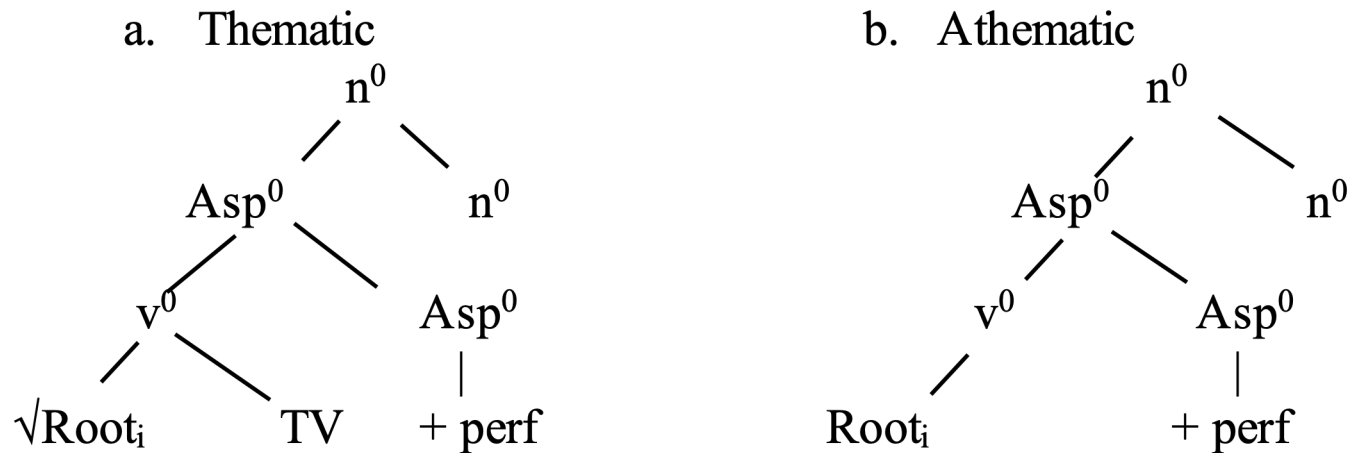 a. Thematic b. Athematic
n⁰ n⁰
Asp⁰ n⁰ Asp⁰ n⁰
v⁰ Asp⁰ v⁰ Asp⁰
√Rootᵢ TV + perf Rootᵢ + perf